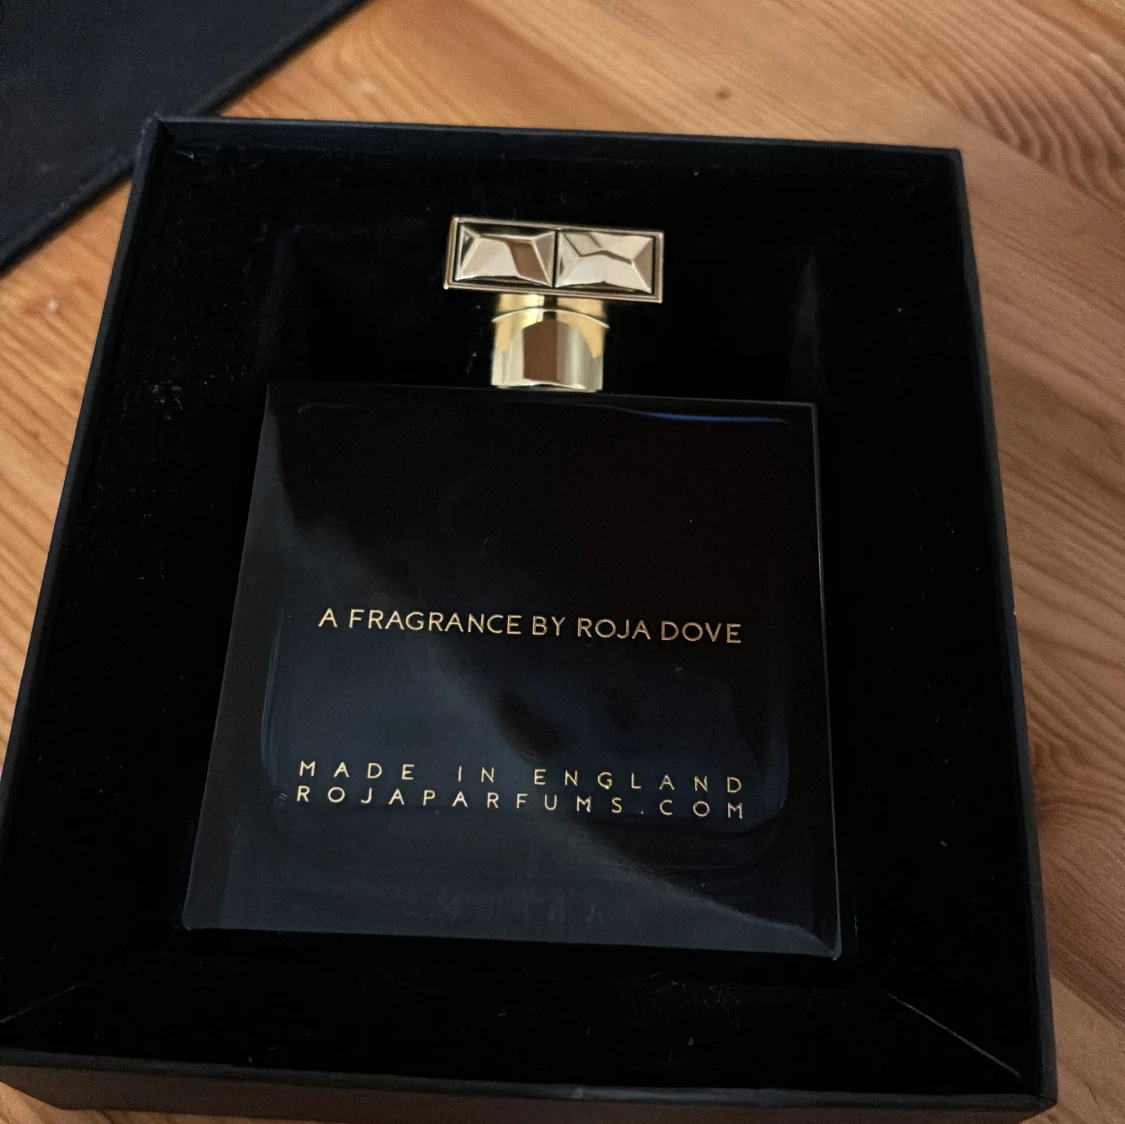 A FRAGRANCE BY ROJA DOVE
MADE IN ENGLAND
ROJAPARFUMS.COM